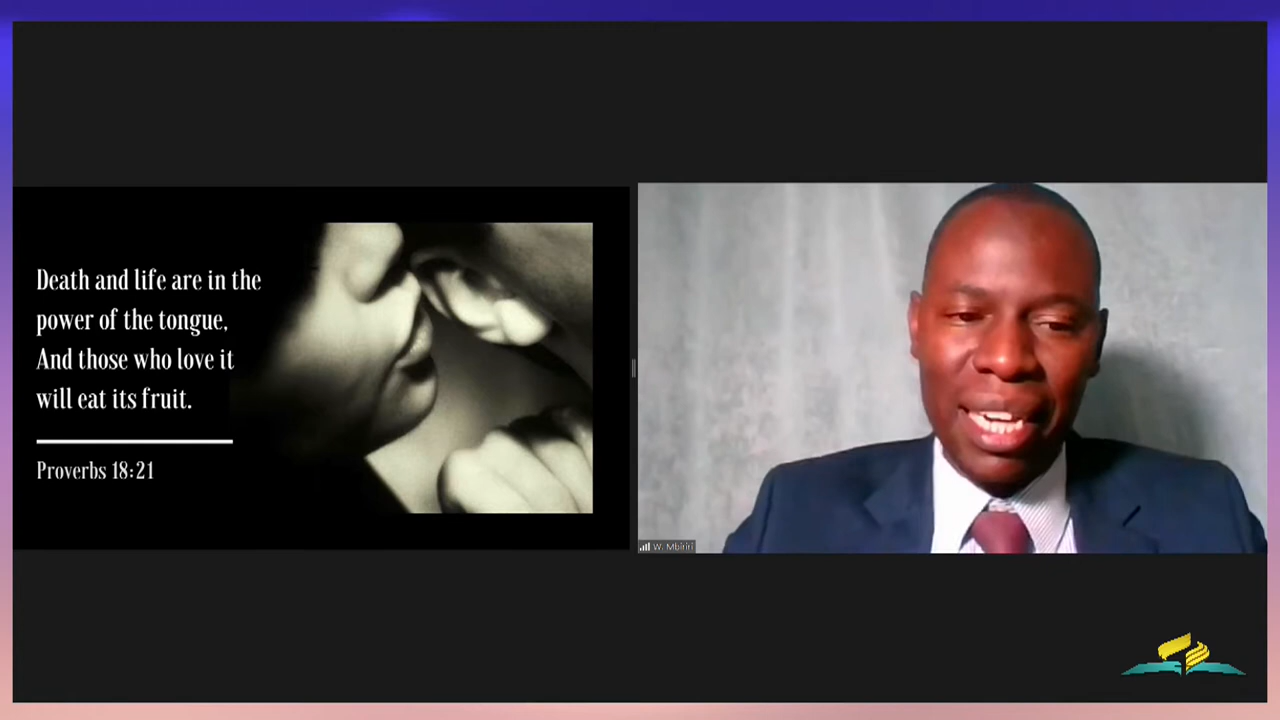 Death and life are in the
power of the tongue,
And those who love it
will eat its fruit.
Proverbs 18:21
W. Mbiriri